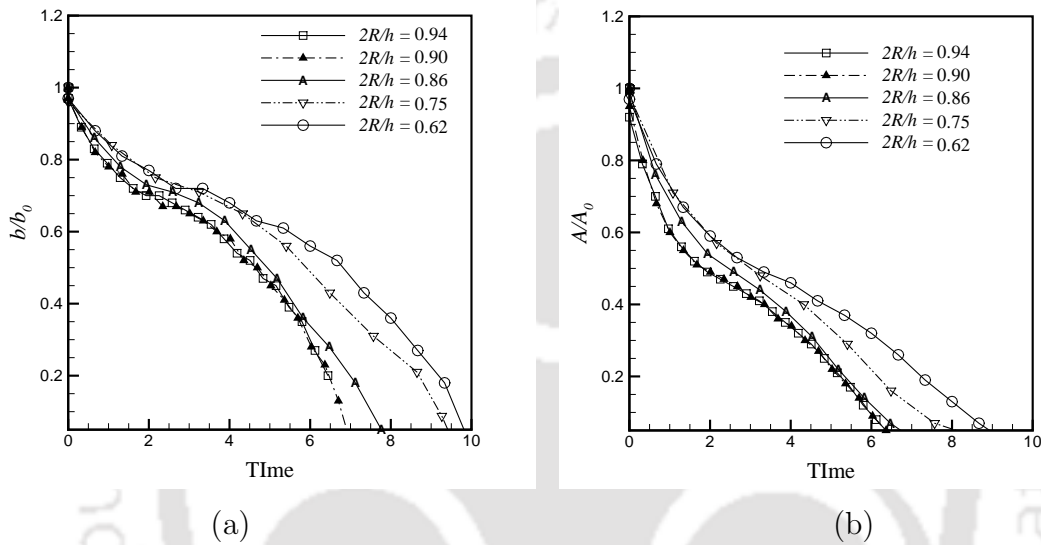 1.2
1
0.8
0.6
0.4
0.2
0
2
4
6
8
10
b/b0
TIme
2R/h = 0.94
2R/h = 0.90
A 2R/h = 0.86
2R/h = 0.75
2R/h = 0.62
(a)
1.2
1
0.8
0.6
0.4
0.2
0
2
4
6
8
10
A/A0
TIme
2R/h = 0.94
2R/h = 0.90
A 2R/h = 0.86
2R/h = 0.75
2R/h = 0.62
(b)